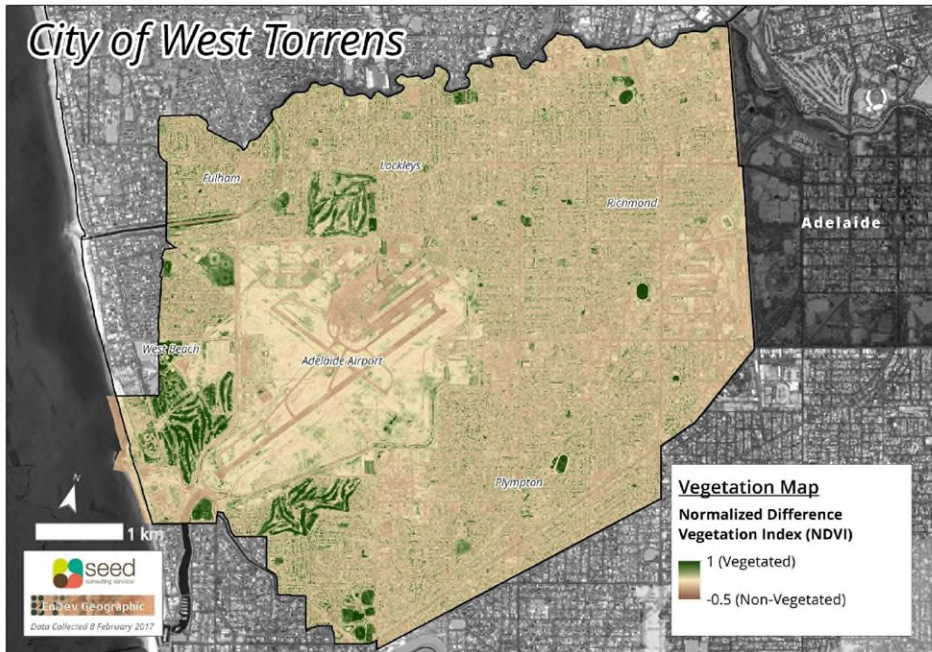 City of West Torrens
Fulham
Lockleys
Richmond
Adelaide
West Beach
Adelaide Airport
Plympton
N
1 km
seed
consulting services
EnDev Geographic
Data Collected 8 February 2017
Vegetation Map
Normalized Difference
Vegetation Index (NDVI)
1 (Vegetated)
-0.5 (Non-Vegetated)